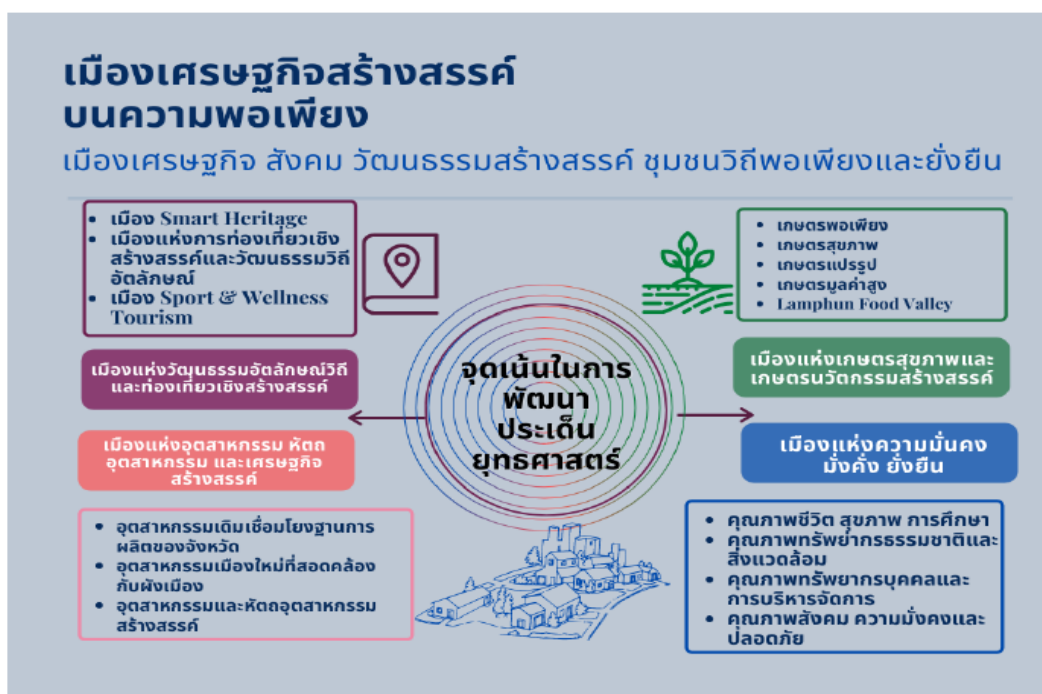 เมืองเศรษฐกิจสร้างสรรค์
บนความพอเพียง
เมืองเศรษฐกิจ สังคม วัฒนธรรมสร้างสรรค์ ชุมชนวิถีพอเพียงและยั่งยืน
• เมือง Smart Heritage
• เมืองแห่งการท่องเที่ยวเชิง
สร้างสรรค์และวัฒนธรรมวิถี
อัตลักษณ์
• เมือง Sport & Wellness
Tourism
เมืองแห่งวัฒนธรรมอัตลักษณ์วิถี
และท่องเที่ยวเชิงสร้างสรรค์
• เกษตรพอเพียง
• เกษตรสุขภาพ
• เกษตรแปรรูป
• เกษตรมูลค่าสูง
• Lamphun Food Valley
เมืองแห่งเกษตรสุขภาพและ
เกษตรนวัตกรรมสร้างสรรค์
จุดเน้นในการ
พัฒนา
ประเด็น
ยุทธศาสตร์
เมืองแห่งอุตสาหกรรม หัตถ
อุตสาหกรรม และเศรษฐกิจ
สร้างสรรค์
• อุตสาหกรรมเดิมเชื่อมโยงฐานการ
ผลิตของจังหวัด
• อุตสาหกรรมเมืองใหม่ที่สอดคล้อง
กับผังเมือง
• อุตสาหกรรมและหัตถอุตสาหกรรม
สร้างสรรค์
เมืองแห่งความมั่นคง
มั่งคั่ง ยั่งยืน
• คุณภาพชีวิต สุขภาพ การศึกษา
• คุณภาพทรัพยากรธรรมชาติและ
สิ่งแวดล้อม
• คุณภาพทรัพยากรบุคคลและ
การบริหารจัดการ
• คุณภาพสังคม ความมั่งคงและ
ปลอดภัย